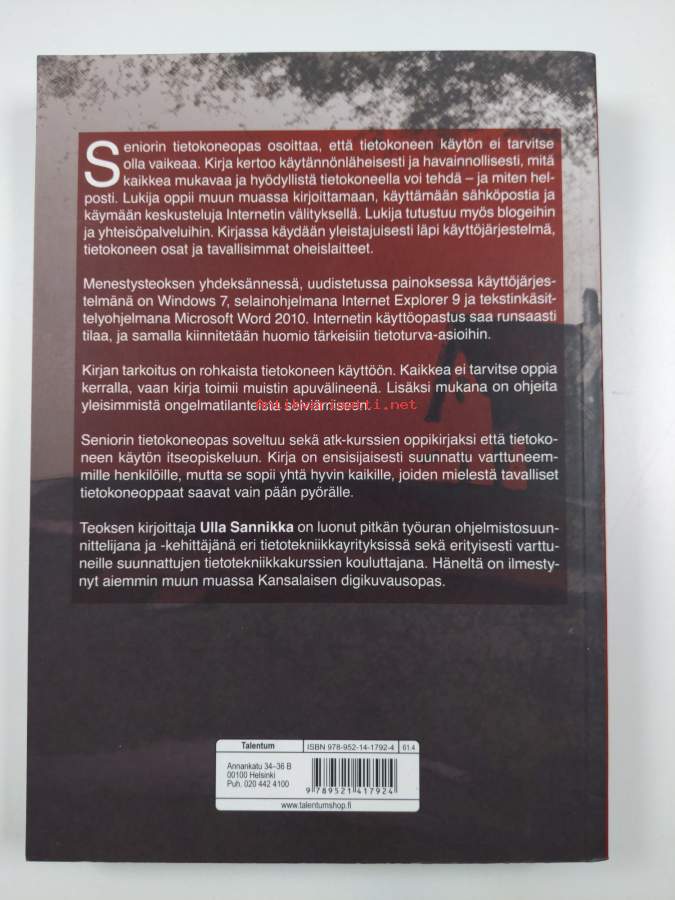 Seniorin tietokoneopas osoittaa, että tietokoneen käytön ei tarvitse
olla vaikeaa. Kirja kertoo käytännönläheisesti ja havainnollisesti, mitä
kaikkea mukavaa ja hyödyllistä tietokoneella voi tehdä – ja miten hel-
posti. Lukija oppii muun muassa kirjoittamaan, käyttämään sähköpostia ja
käymään keskusteluja Internetin välityksellä. Lukija tutustuu myös blogeihin
ja yhteisöpalveluihin. Kirjassa käydään yleistajuisesti läpi käyttöjärjestelmä,
tietokoneen osat ja tavallisimmat oheislaitteet.
Menestysteoksen yhdeksännessä, uudistetussa painoksessa käyttöjärjes-
telmänä on Windows 7, selainohjelmana Internet Explorer 9 ja tekstinkäsit-
telyohjelmana Microsoft Word 2010. Internetin käyttöopastus saa runsaasti
tilaa, ja samalla kiinnitetään huomio tärkeisiin tietoturva-asioihin.
Kirjan tarkoitus on rohkaista tietokoneen käyttöön. Kaikkea ei tarvitse oppia
kerralla, vaan kirja toimii muistin apuvälineenä. Lisäksi mukana on ohjeita
yleisimmistä ongelmatilanteista selviämiseen.
Antikvariaatti.net
Seniorin tietokoneopas soveltuu sekä atk-kurssien oppikirjaksi että tietoko-
neen käytön itseopiskeluun. Kirja on ensisijaisesti suunnattu varttuneem-
mille henkilöille, mutta se sopii yhtä hyvin kaikille, joiden mielestä tavalliset
tietokoneoppaat saavat vain pään pyörälle.
Teoksen kirjoittaja Ulla Sannikka on luonut pitkän työuran ohjelmistosuun-
nittelijana ja -kehittäjänä eri tietotekniikkayrityksissä sekä erityisesti varttu-
neille suunnattujen tietotekniikkakurssien kouluttajana. Häneltä on ilmesty-
nyt aiemmin muun muassa Kansalaisen digikuvausopas.
Talentum
ISBN 978-952-14-1792-4
61.4
Annankatu 34–36 B
00100 Helsinki
Puh. 020 442 4100
9 789521 417924
www.talentumshop.fi